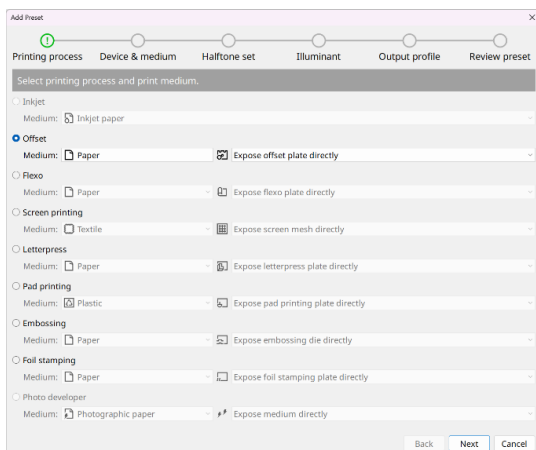 Add Preset
Printing process Device & medium Halftone set Illuminant Output profile Review preset
Select printing process and print medium.
Inkjet
Medium: Inkjet paper
Offset
Medium: Paper Expose offset plate directly
Flexo
Medium: Paper Expose flexo plate directly
Screen printing
Medium: Textile Expose screen mesh directly
Letterpress
Medium: Paper Expose letterpress plate directly
Pad printing
Medium: Plastic Expose pad printing plate directly
Embossing
Medium: Paper Expose embossing die directly
Foil stamping
Medium: Paper Expose foil stamping plate directly
Photo developer
Medium: Photographic paper Expose medium directly
Back Next Cancel